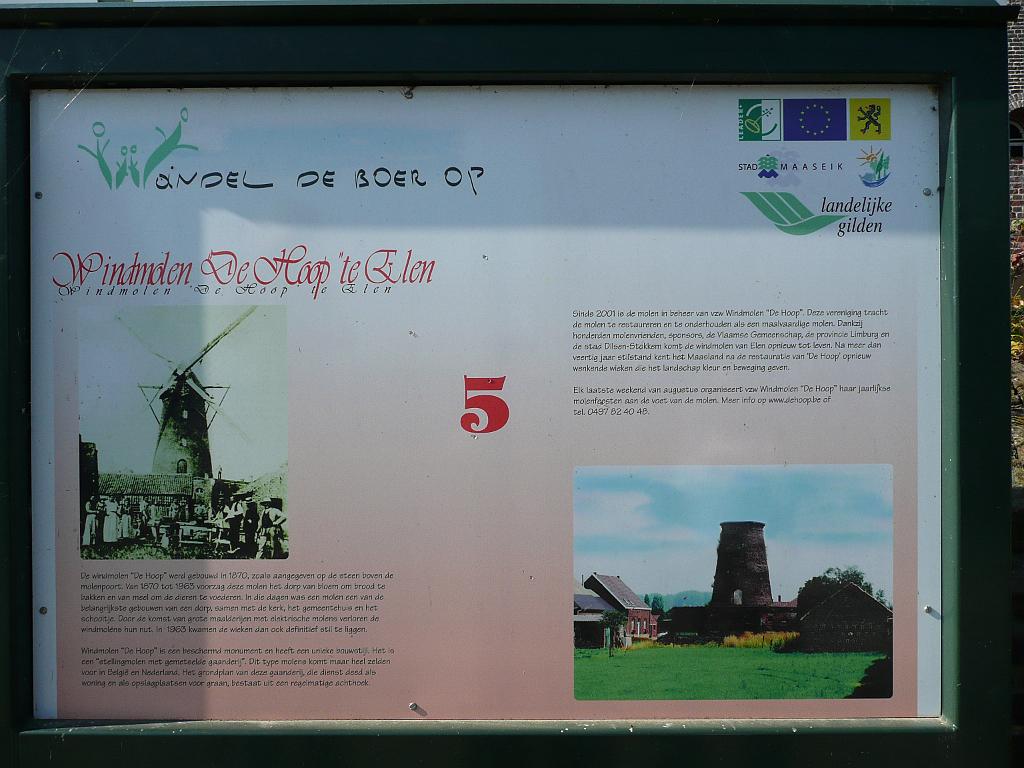 WANDEL DE BOER OP
LEADER+
STAD MAASEIK
landelijke
gilden
Windmolen "De Hoop" te Elen
5
De windmolen "De Hoop" werd gebouwd in 1870, zoals aangegeven op de steen boven de
molenpoort. Van 1870 tot 1963 voorzag deze molen het dorp van bloem om brood te
bakken en van meel om de dieren te voederen. In die dagen was een molen een van de
belangrijkste gebouwen van een dorp, samen met de kerk, het gemeentehuis en het
schooltje. Door de komst van grote maalderijen met elektrische molens verloren de
windmolens hun nut. In 1963 kwamen de wieken dan ook definitief stil te liggen.
Windmolen "De Hoop" is een beschermd monument en heeft een unieke bouwstijl. Het is
een "stellingmolen met gemetselde gaanderij". Dit type molens komt maar heel zelden
voor in België en Nederland. Het grondplan van deze gaanderij, die dienst deed als
woning en als opslagplaatsen voor graan, bestaat uit een regelmatige achthoek.
Sinds 2001 is de molen in beheer van vzw Windmolen "De Hoop". Deze vereniging tracht
de molen te restaureren en te onderhouden als een maalvaardige molen. Dankzij
honderden molenvrienden, sponsors, de Vlaamse Gemeenschap, de provincie Limburg en
de stad Dilsen-Stokkem komt de windmolen van Elen opnieuw tot leven. Na meer dan
veertig jaar stilstand kent het Maasland na de restauratie van "De Hoop" opnieuw
wenkende wieken die het landschap kleur en beweging geven.
Elk laatste weekend van augustus organiseert vzw Windmolen "De Hoop" haar jaarlijkse
molenfeesten aan de voet van de molen. Meer info op www.dehoop.be of
tel. 0497 82 40 48.